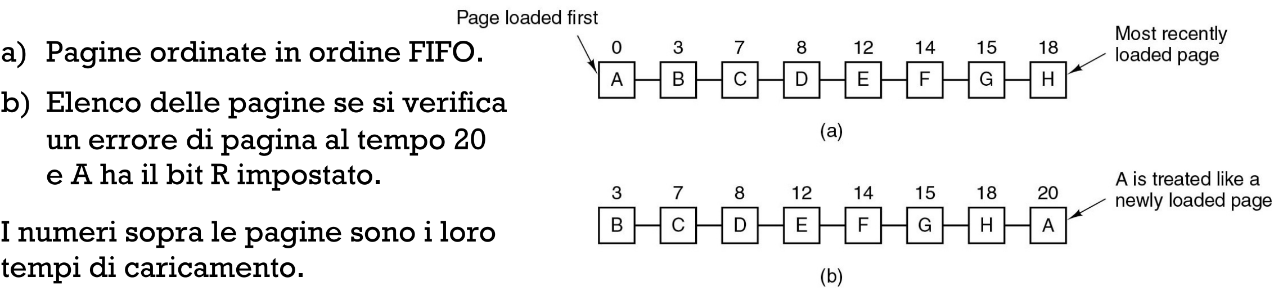 a) Pagine ordinate in ordine FIFO.
b) Elenco delle pagine se si verifica
un errore di pagina al tempo 20
e A ha il bit R impostato.
I numeri sopra le pagine sono i loro
tempi di caricamento.
Page loaded first
0 3 7 8 12 14 15 18
A B C D E F G H
Most recently
loaded page
(a)
3 7 8 12 14 15 18 20
B C D E F G H A
A is treated like a
newly loaded page
(b)